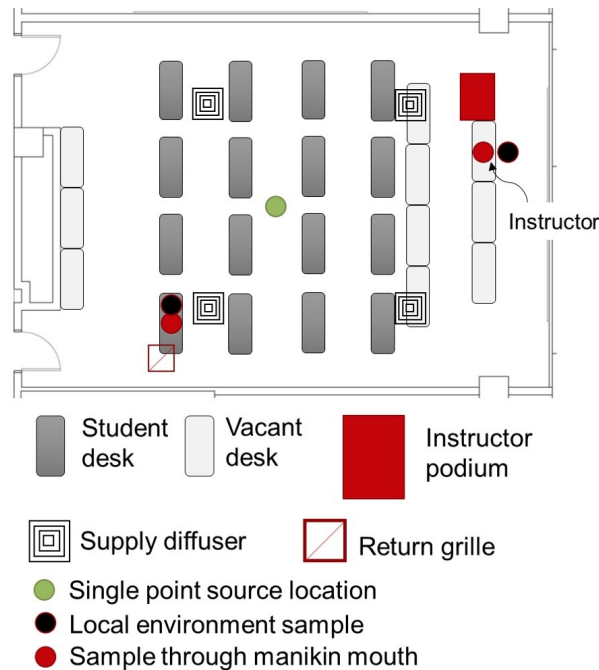 Instructor
Student
desk
Vacant
desk
Instructor
podium
Supply diffuser
Return grille
Single point source location
Local environment sample
Sample through manikin mouth